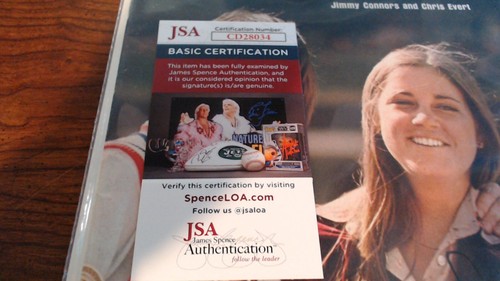 Jimmy Connors and Chris Evert
JSA
Certification Number:
CD28034
BASIC CERTIFICATION
This item has been fully examined by
James Spence Authentication, and
it is our considered opinion that the
signature(s) is/are genuine.
NATURE
JETS
Verify this certification by visiting
SpenceLOA.com
Follow us @jsaloa
JSA
James Spence
Authentication
follow the leader